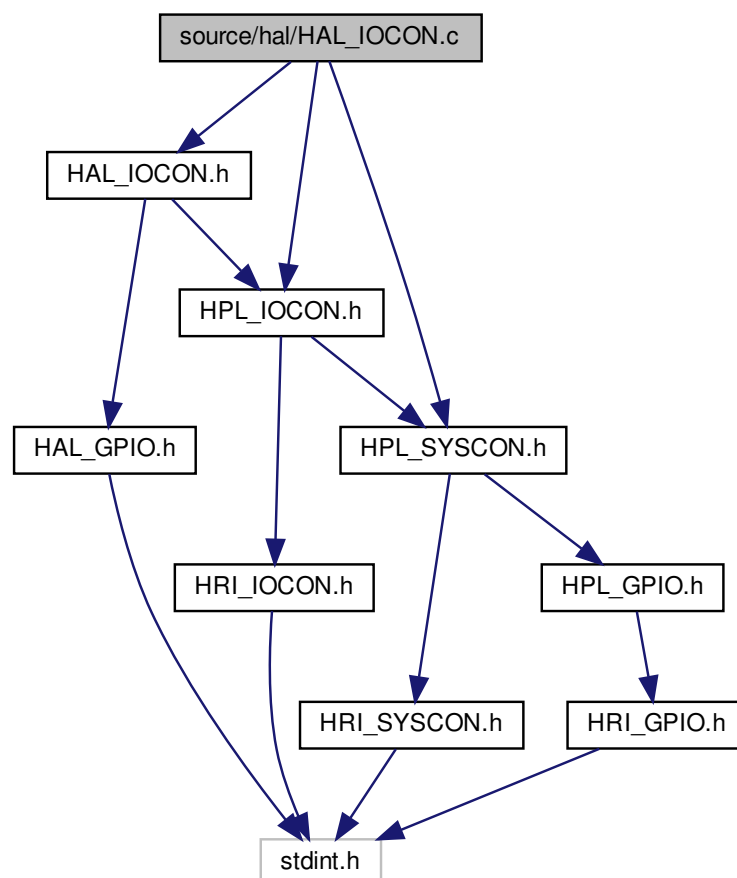 source/hal/HAL_IOCON.c
HAL_IOCON.h
HPL_IOCON.h
HAL_GPIO.h
HPL_SYSCON.h
HRI_IOCON.h
HPL_GPIO.h
HRI_SYSCON.h
HRI_GPIO.h
stdint.h